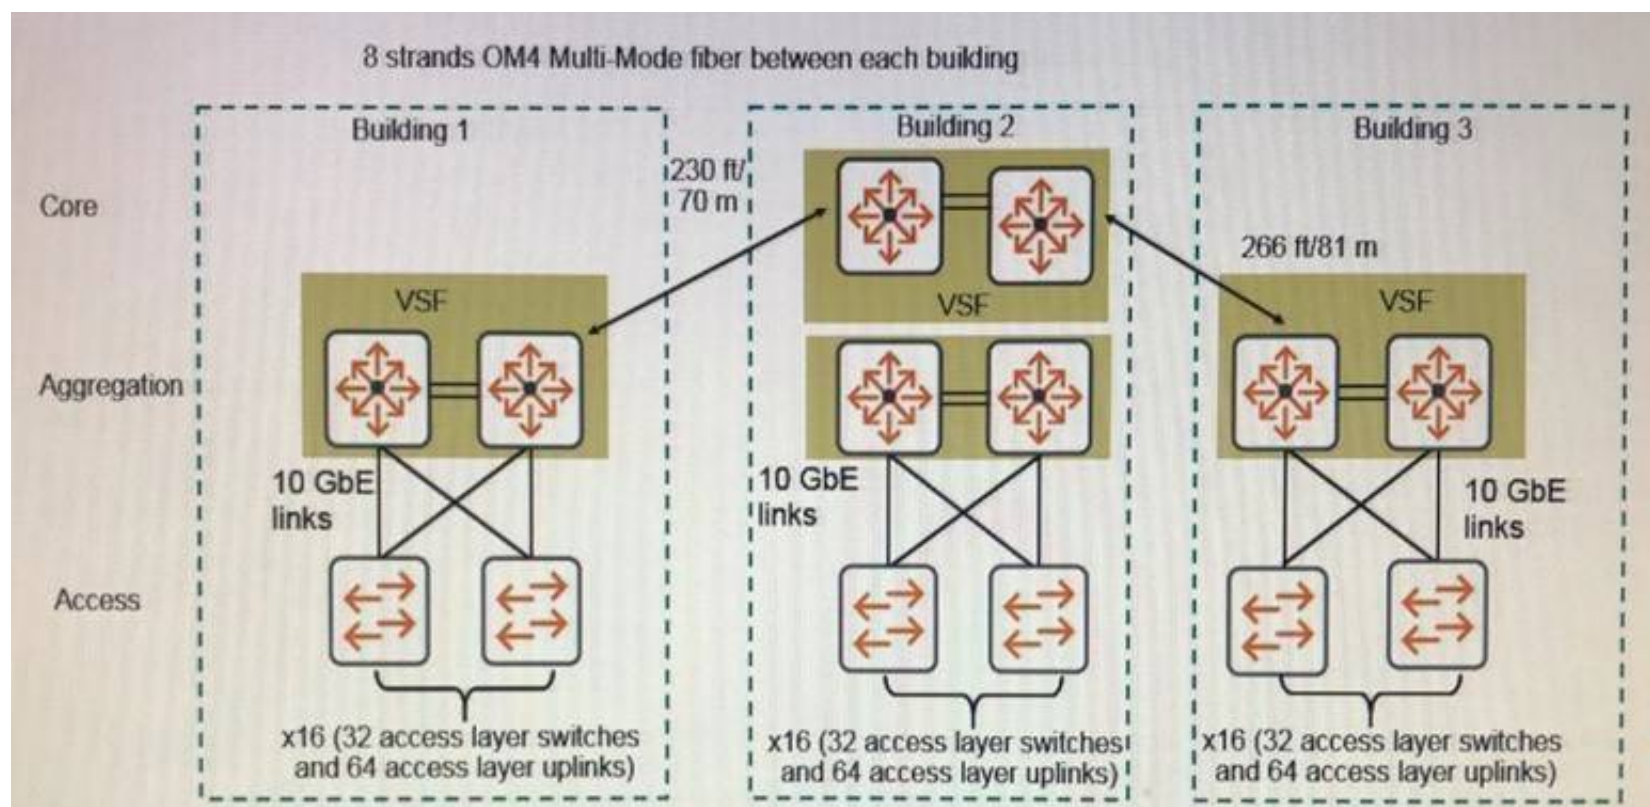 8 strands OM4 Multi-Mode fiber between each building
Building 1
Building 2
Building 3
230 ft/
70 m
Core
266 ft/81 m
VSF
VSF
VSF
Aggregation
10 GbE
links
10 GbE
links
10 GbE
links
Access
x16 (32 access layer switches
and 64 access layer uplinks)
x16 (32 access layer switches
and 64 access layer uplinks)
x16 (32 access layer switches
and 64 access layer uplinks)